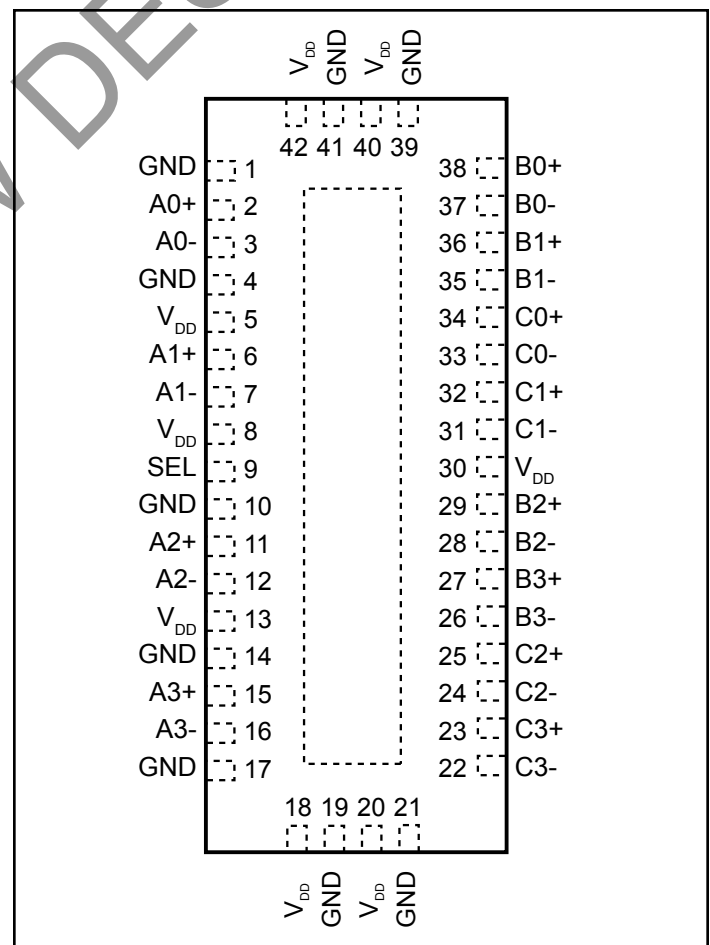 V DES
V_DD GND V_DD GND
42 41 40 39
GND 1 38 B0+
A0+ 2 37 B0-
A0- 3 36 B1+
GND 4 35 B1-
V_DD 5 34 C0+
A1+ 6 33 C0-
A1- 7 32 C1+
V_DD 8 31 C1-
SEL 9 30 V_DD
GND 10 29 B2+
A2+ 11 28 B2-
A2- 12 27 B3+
V_DD 13 26 B3-
GND 14 25 C2+
A3+ 15 24 C2-
A3- 16 23 C3+
GND 17 22 C3-
18 19 20 21
V_DD GND V_DD GND